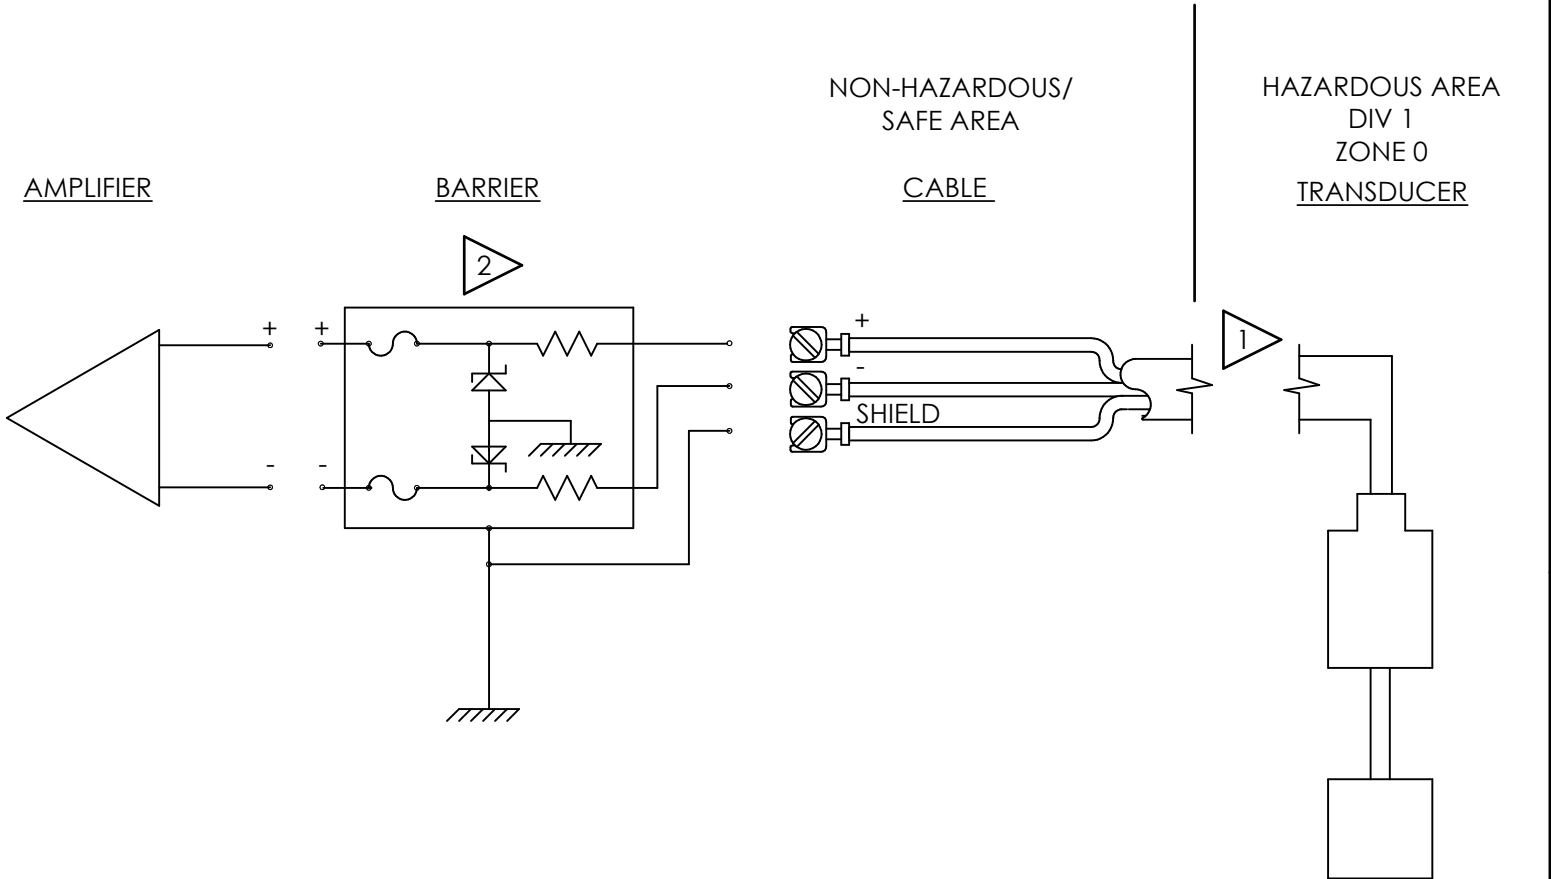 NON-HAZARDOUS/
SAFE AREA
HAZARDOUS AREA
DIV 1
ZONE 0
AMPLIFIER
BARRIER
CABLE
TRANSDUCER
2
1
+
+
+
-
SHIELD
-
-